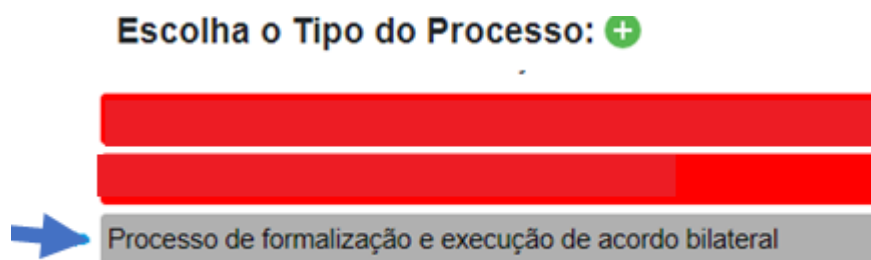 Escolha o Tipo do Processo:
Processo de formalização e execução de acordo bilateral